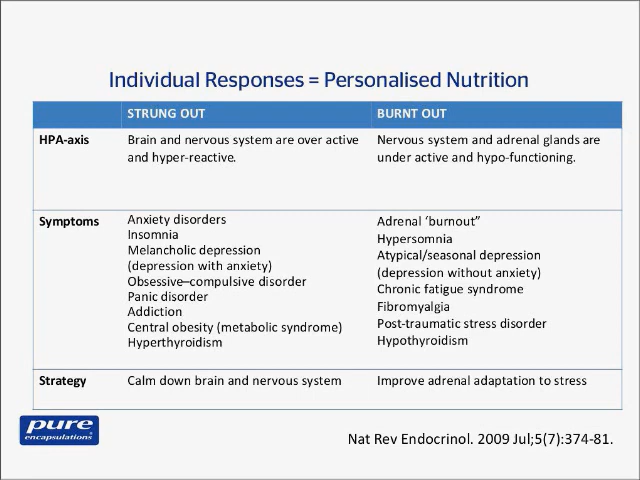 Individual Responses = Personalised Nutrition
STRUNG OUT
BURNT OUT
HPA-axis
Brain and nervous system are over active
and hyper-reactive.
Nervous system and adrenal glands are
under active and hypo-functioning.
Symptoms
Anxiety disorders
Insomnia
Melancholic depression
(depression with anxiety)
Obsessive–compulsive disorder
Panic disorder
Addiction
Central obesity (metabolic syndrome)
Hyperthyroidism
Adrenal ‘burnout”
Hypersomnia
Atypical/seasonal depression
(depression without anxiety)
Chronic fatigue syndrome
Fibromyalgia
Post-traumatic stress disorder
Hypothyroidism
Strategy
Calm down brain and nervous system
Improve adrenal adaptation to stress
pure
encapsulations®
Nat Rev Endocrinol. 2009 Jul;5(7):374-81.